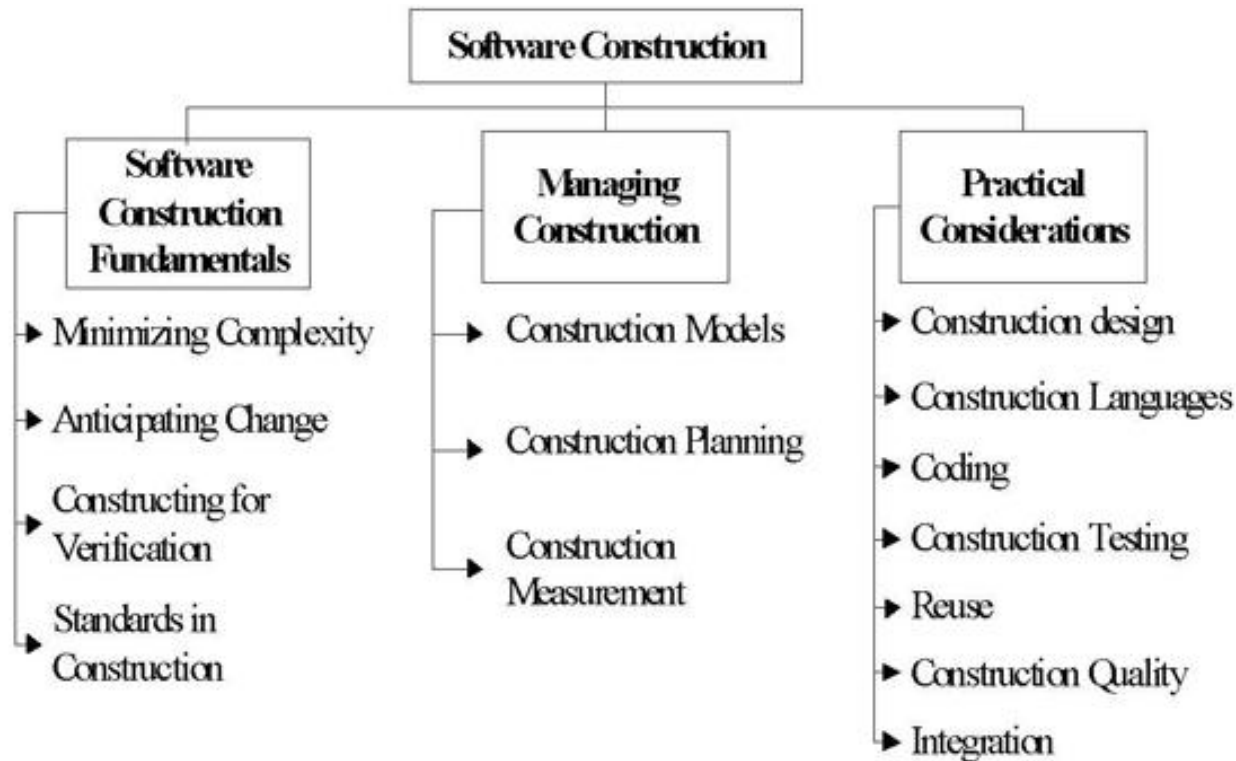 Software Construction
Software
Construction
Fundamentals
Minimizing Complexity
Anticipating Change
Constructing for
Verification
Standards in
Construction
Managing
Construction
Construction Models
Construction Planning
Construction
Measurement
Practical
Considerations
Construction design
Construction Languages
Coding
Construction Testing
Reuse
Construction Quality
Integration